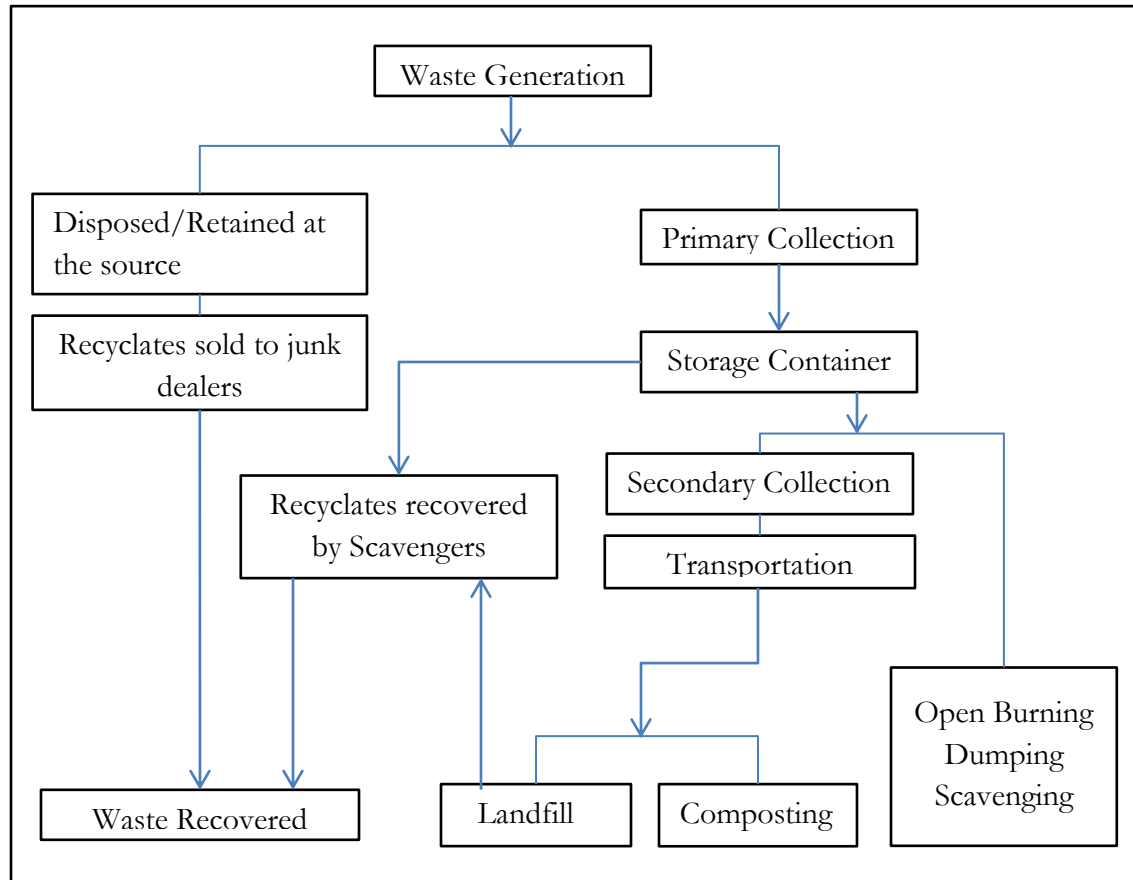 Waste Generation
Disposed/Retained at
the source
Primary Collection
Recyclates sold to junk
dealers
Storage Container
Secondary Collection
Recyclates recovered
by Scavengers
Transportation
Open Burning
Dumping
Scavenging
Waste Recovered
Landfill
Composting